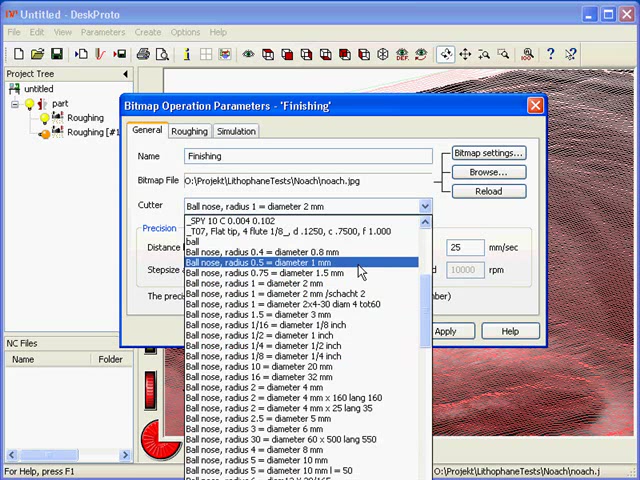 Untitled - DeskProto
File Edit View Parameters Create Options Help
Project Tree
untitled
part
Roughing
Roughing [#1
Bitmap Operation Parameters - 'Finishing'
General Roughing Simulation
Name Finishing Bitmap settings...
Bitmap File O:\Projekt\LithophaneTests\Noach\noach.jpg Browse...
Reload
Cutter Ball nose, radius 1 = diameter 2 mm
_SPY 10 C 0.004 0.102
_T07, Flat tip, 4 flute 1/8_, d .1250, c .7500, f 1.000
ball
Ball nose, radius 0.4 = diameter 0.8 mm
Ball nose, radius 0.5 = diameter 1 mm
Ball nose, radius 0.75 = diameter 1.5 mm
Ball nose, radius 1 = diameter 2 mm
Ball nose, radius 1 = diameter 2 mm /schacht 2
Ball nose, radius 1 = diameter 2x4-30 diam 4 tot60
Ball nose, radius 1.5 = diameter 3 mm
Ball nose, radius 1/16 = diameter 1/8 inch
Ball nose, radius 1/2 = diameter 1 inch
Ball nose, radius 1/4 = diameter 1/2 inch
Ball nose, radius 1/8 = diameter 1/4 inch
Ball nose, radius 10 = diameter 20 mm
Ball nose, radius 16 = diameter 32 mm
Ball nose, radius 2 = diameter 4 mm
Ball nose, radius 2 = diameter 4 mm x 160 lang 160
Ball nose, radius 2 = diameter 4 mm x 25 lang 35
Ball nose, radius 2.5 = diameter 5 mm
Ball nose, radius 3 = diameter 6 mm
Ball nose, radius 30 = diameter 60 x 500 lang 550
Ball nose, radius 4 = diameter 8 mm
Ball nose, radius 5 = diameter 10 mm
Ball nose, radius 5 = diameter 10 mm l = 50
Precision
Distance
25 mm/sec
Stepsize
10000 rpm
The preci
mber)
Apply Help
NC Files
Name Folder
For Help, press F1
O:\Projekt\LithophaneTests\Noach\noach.j